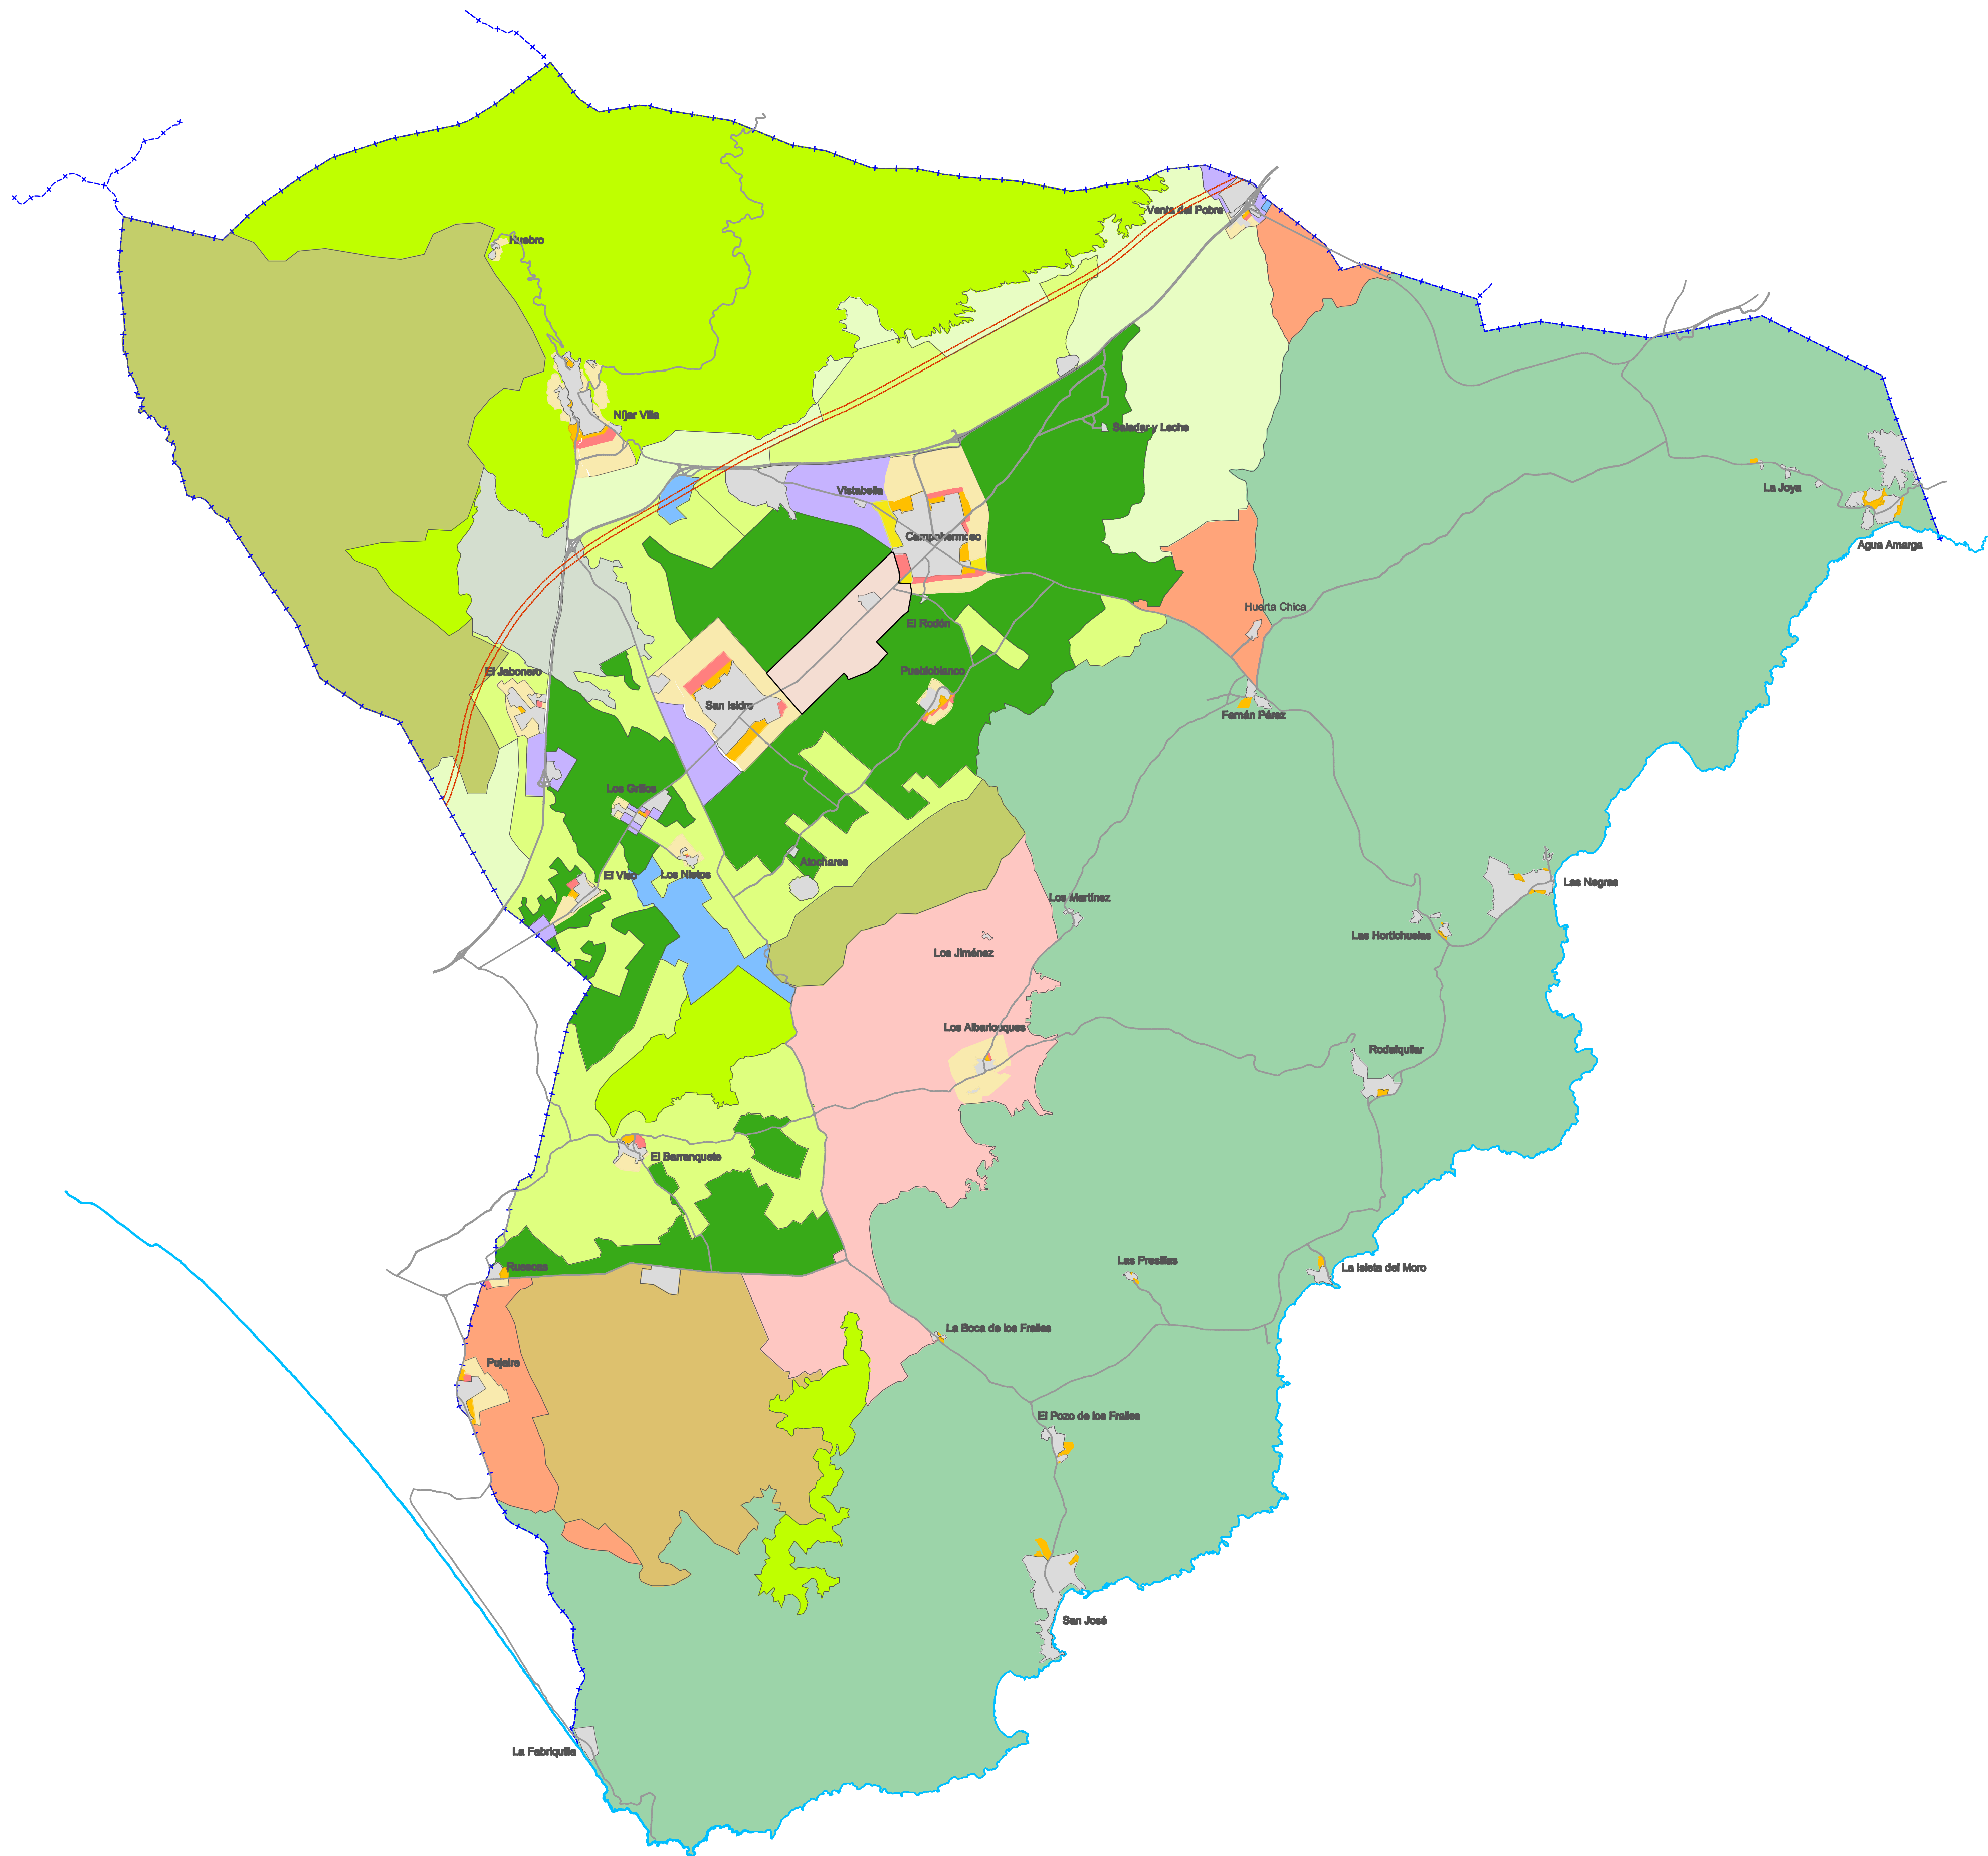 Venta del Pobre
Huebro
Níjar Villa
Saladar y Leche
Vistabella
La Joya
Campohermoso
Agua Amarga
Huerta Chica
El Rodón
El Jabonero
Puebloblanco
San Isidro
Fernán Pérez
Los Grillos
Atochares
El Viso
Los Nietos
Las Negras
Los Martínez
Las Hortichuelas
Los Jiménez
Los Albaricoques
Rodalquilar
El Barranquete
Las Presillas
Ruescas
La Isleta del Moro
La Boca de los Frailes
Pujaire
El Pozo de los Frailes
San José
La Fabriquilla